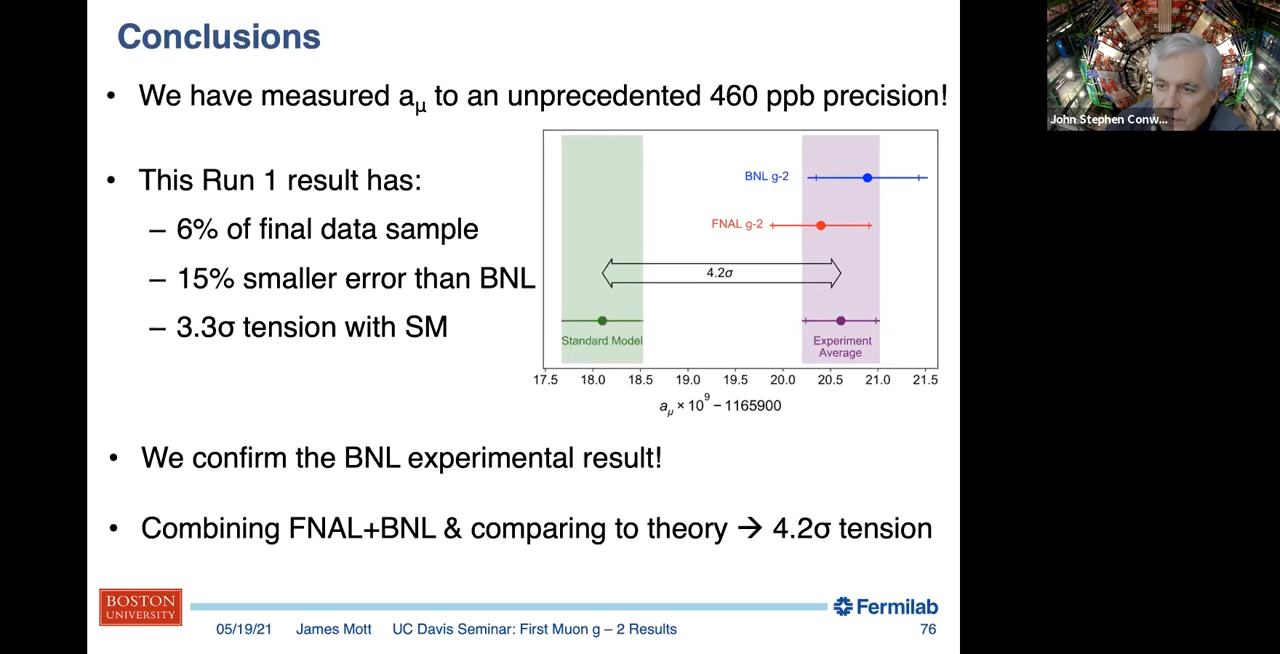 Conclusions
• We have measured aμ to an unprecedented 460 ppb precision!
• This Run 1 result has:
– 6% of final data sample
– 15% smaller error than BNL
– 3.3σ tension with SM
BNL g-2
FNAL g-2
4.2σ
Standard Model
Experiment
Average
17.5 18.0 18.5 19.0 19.5 20.0 20.5 21.0 21.5
aμ × 10⁹ − 1165900
• We confirm the BNL experimental result!
• Combining FNAL+BNL & comparing to theory → 4.2σ tension
BOSTON
UNIVERSITY
Fermilab
05/19/21 James Mott UC Davis Seminar: First Muon g – 2 Results 76
John Stephen Conw...